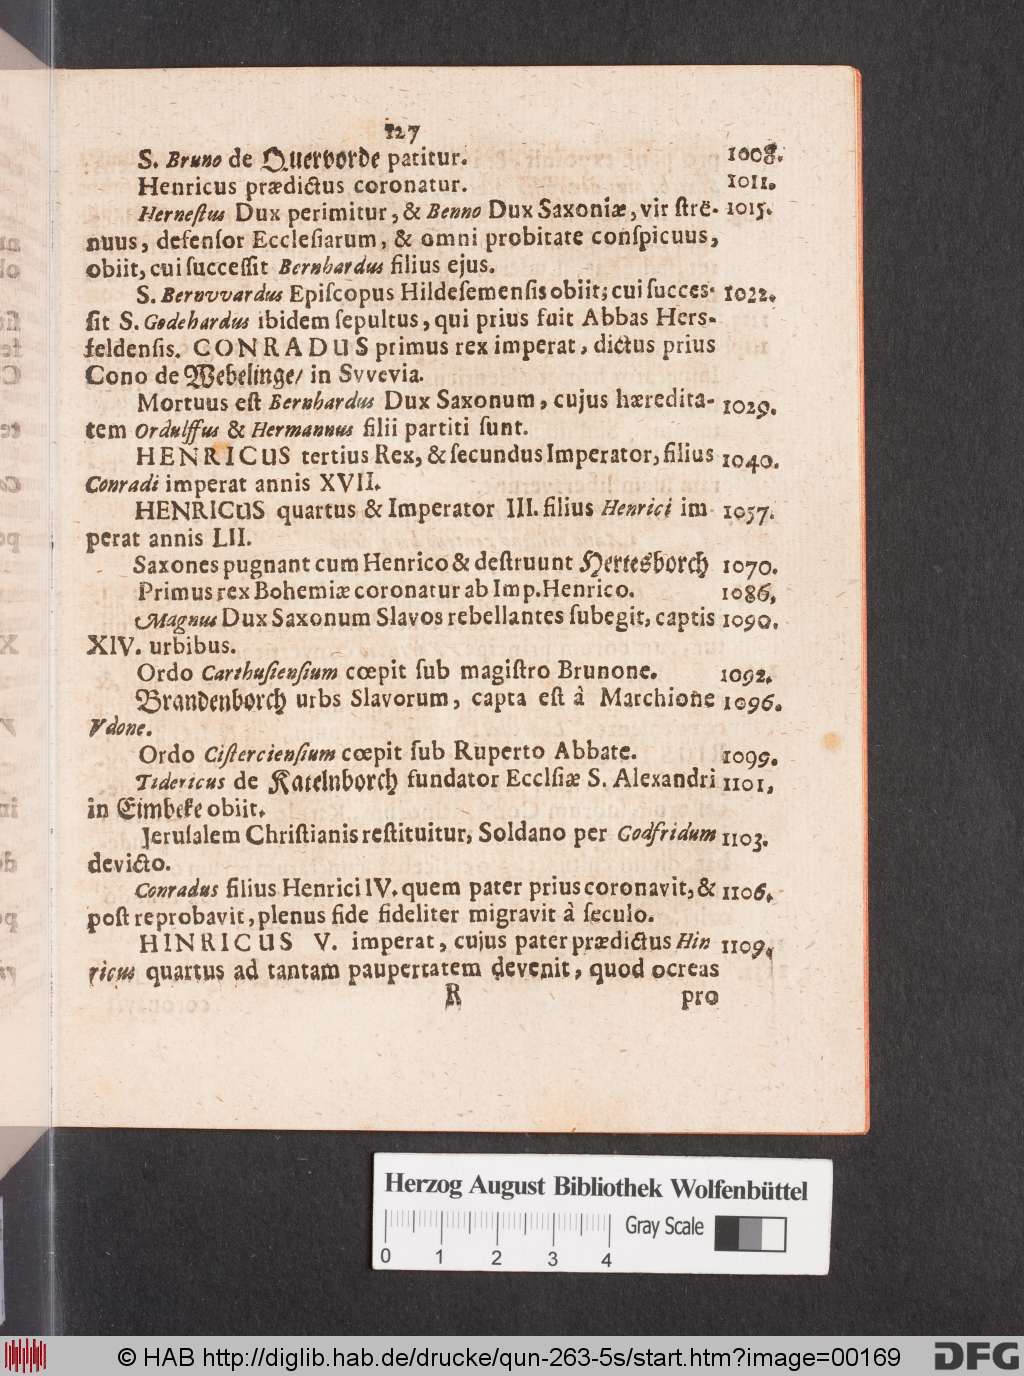 127
S. Bruno de Quervorde patitur. 1008.
Henricus prædictus coronatur. 1011.
Hernestus Dux perimitur, & Benno Dux Saxoniæ, vir ſtrē- 1015.
nuus, defenſor Eccleſiarum, & omni probitate conſpicuus,
obiit, cui ſucceſſit Bernhardus filius ejus.
S. Bernvvardus Epiſcopus Hildeſemenſis obiit; cui ſucceſ- 1022.
ſit S. Godehardus ibidem ſepultus, qui prius fuit Abbas Hers-
feldenſis. CONRADUS primus rex imperat, dictus prius
Cono de Webelinge/ in Svvevia.
Mortuus eſt Bernhardus Dux Saxonum, cujus hæredita- 1029.
tem Ordulffus & Hermannus filii partiti ſunt.
HENRICUS tertius Rex, & ſecundus Imperator, filius 1040.
Conradi imperat annis XVII.
HENRICUS quartus & Imperator III. filius Henrici im- 1057.
perat annis LII.
Saxones pugnant cum Henrico & deſtruunt Hertesborch 1070.
Primus rex Bohemiæ coronatur ab Imp. Henrico. 1086,
Magnus Dux Saxonum Slavos rebellantes ſubegit, captis 1090.
XIV. urbibus.
Ordo Carthuſienſium cœpit ſub magiſtro Brunone. 1092.
Brandenborch urbs Slavorum, capta eſt à Marchione 1096.
Vdone.
Ordo Ciſtercienſium cœpit ſub Ruperto Abbate. 1099.
Tidericus de Katelnborch fundator Ecclſiæ S. Alexandri 1101,
in Eimbeke obiit.
Jeruſalem Chriſtianis reſtituitur, Soldano per Godfridum 1103.
devicto.
Conradus filius Henrici IV. quem pater prius coronavit, & 1106.
poſt reprobavit, plenus fide fideliter migravit à ſeculo.
HINRICUS V. imperat, cujus pater prædictus Hin 1109.
ricus quartus ad tantam paupertatem devenit, quod ocreas
R pro
Herzog August Bibliothek Wolfenbüttel
Gray Scale
0 1 2 3 4
© HAB http://diglib.hab.de/drucke/qun-263-5s/start.htm?image=00169 DFG